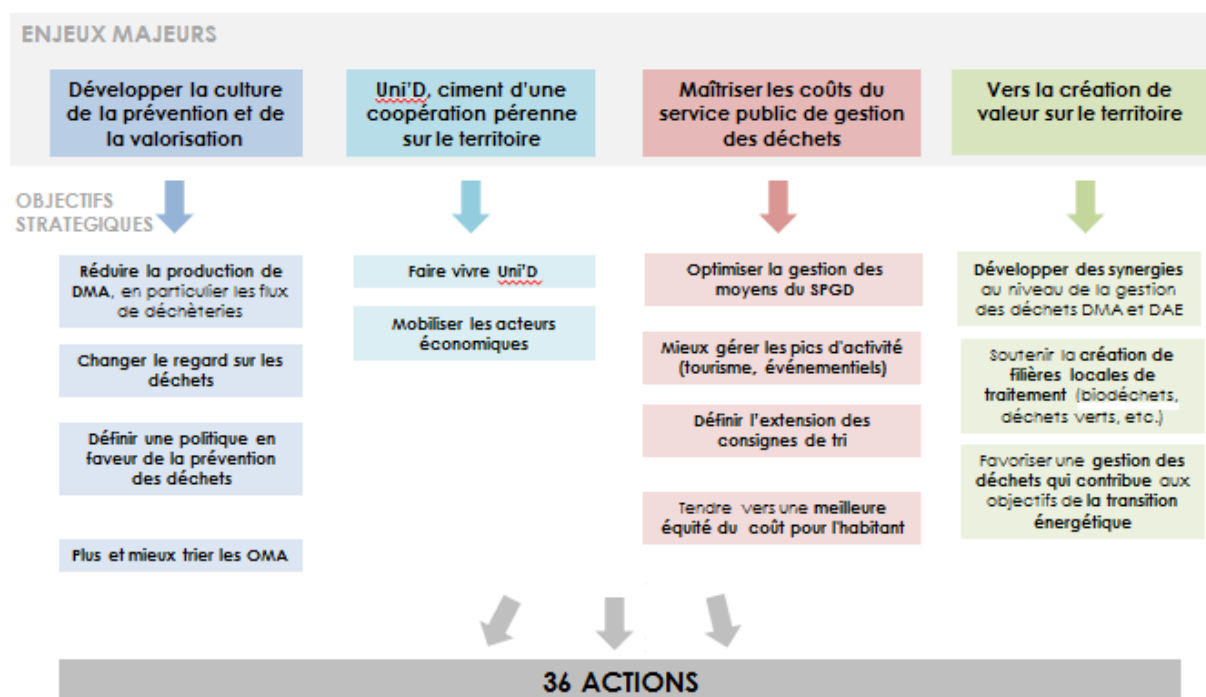 ENJEUX MAJEURS
Développer la culture
de la prévention et de
la valorisation
Uni'D, ciment d'une
coopération pérenne
sur le territoire
Maîtriser les coûts du
service public de gestion
des déchets
Vers la création de
valeur sur le territoire
OBJECTIFS
STRATEGIQUES
Réduire la production de
DMA, en particulier les flux
de déchèteries
Changer le regard sur les
déchets
Définir une politique en
faveur de la prévention
des déchets
Plus et mieux trier les OMA
Faire vivre Uni'D
Mobiliser les acteurs
économiques
Optimiser la gestion des
moyens du SPGD
Mieux gérer les pics d'activité
(tourisme, événementiels)
Définir l'extension des
consignes de tri
Tendre vers une meilleure
équité du coût pour l'habitant
Développer des synergies
au niveau de la gestion
des déchets DMA et DAE
Soutenir la création de
filières locales de
traitement (biodéchets,
déchets verts, etc.)
Favoriser une gestion des
déchets qui contribue aux
objectifs de la transition
énergétique
36 ACTIONS